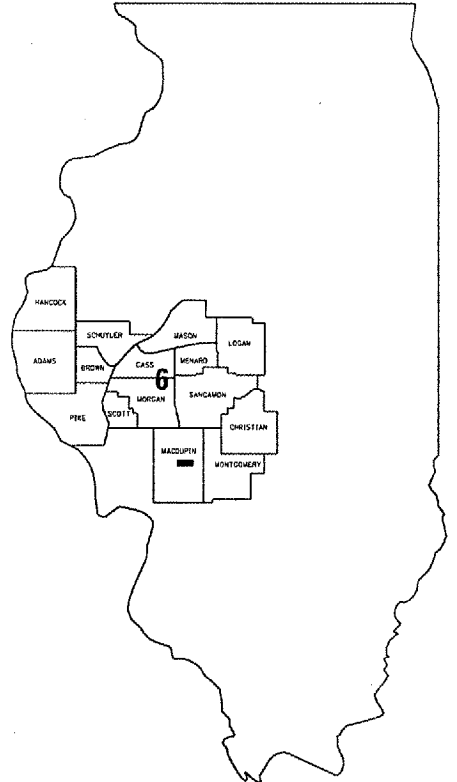 HANCOCK
SCHUYLER
MASON
LOGAN
ADAMS
BROWN
CASS
MENARD
6
MORGAN
SANGAMON
PIKE
SCOTT
CHRISTIAN
MACOUPIN
MONTGOMERY